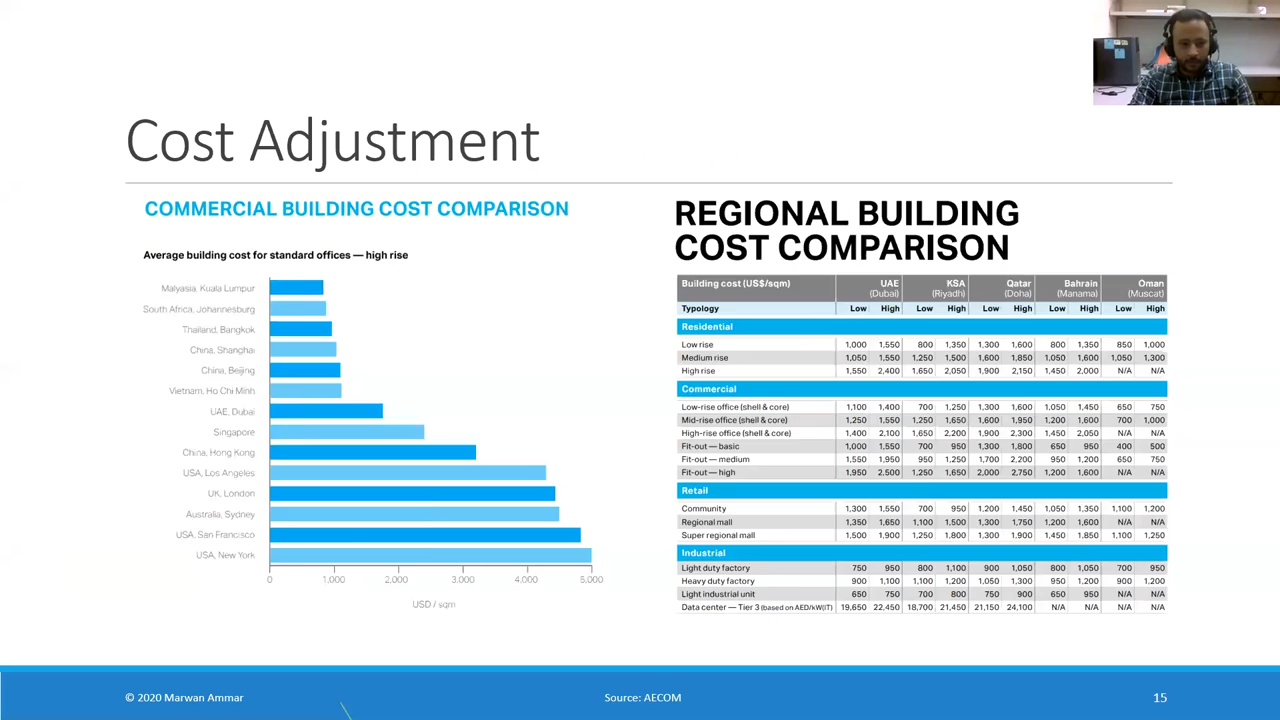 Cost Adjustment
COMMERCIAL BUILDING COST COMPARISON
Average building cost for standard offices — high rise
Malyasia, Kuala Lumpur
South Africa, Johannesburg
Thailand, Bangkok
China, Shanghai
China, Beijing
Vietnam, Ho Chi Minh
UAE, Dubai
Singapore
China, Hong Kong
USA, Los Angeles
UK, London
Australia, Sydney
USA, San Francisco
USA, New York
0 1,000 2,000 3,000 4,000 5,000
USD / sqm
REGIONAL BUILDING
COST COMPARISON
Building cost (US$/sqm) UAE KSA Qatar Bahrain Oman
(Dubai) (Riyadh) (Doha) (Manama) (Muscat)
Typology Low High Low High Low High Low High Low High
Residential
Low rise 1,000 1,550 800 1,350 1,300 1,600 800 1,350 850 1,000
Medium rise 1,050 1,550 1,250 1,500 1,600 1,850 1,050 1,600 1,050 1,300
High rise 1,550 2,400 1,650 2,050 1,900 2,150 1,450 2,000 N/A N/A
Commercial
Low-rise office (shell & core) 1,100 1,400 700 1,250 1,300 1,600 1,050 1,450 650 750
Mid-rise office (shell & core) 1,250 1,550 1,250 1,650 1,600 1,950 1,200 1,600 700 1,000
High-rise office (shell & core) 1,400 2,100 1,650 2,200 1,900 2,300 1,450 2,050 N/A N/A
Fit-out — basic 1,000 1,550 700 950 1,300 1,800 650 950 400 500
Fit-out — medium 1,550 1,950 950 1,250 1,700 2,200 950 1,200 650 750
Fit-out — high 1,950 2,500 1,250 1,650 2,000 2,750 1,200 1,600 N/A N/A
Retail
Community 1,300 1,550 700 950 1,200 1,450 1,050 1,350 1,100 1,200
Regional mall 1,350 1,650 1,100 1,500 1,300 1,750 1,200 1,600 N/A N/A
Super regional mall 1,500 1,900 1,250 1,800 1,300 1,900 1,450 1,850 1,100 1,250
Industrial
Light duty factory 750 950 800 1,100 900 1,050 800 1,050 700 950
Heavy duty factory 900 1,100 1,100 1,200 1,050 1,300 950 1,200 900 1,200
Light industrial unit 650 750 700 800 750 900 650 950 N/A N/A
Data center — Tier 3 (based on AED/kW(IT) 19,650 22,450 18,700 21,450 21,150 24,100 N/A N/A N/A N/A
© 2020 Marwan Ammar
Source: AECOM
15